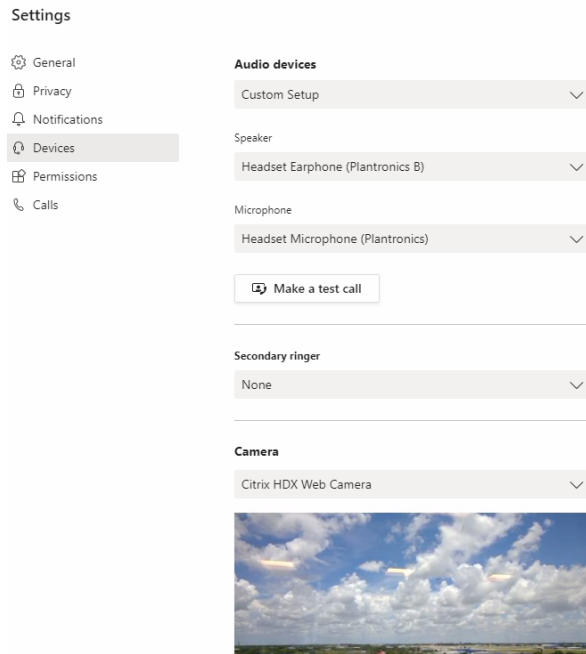 Settings
General
Privacy
Notifications
Devices
Permissions
Calls
Audio devices
Custom Setup
Speaker
Headset Earphone (Plantronics B)
Microphone
Headset Microphone (Plantronics)
Make a test call
Secondary ringer
None
Camera
Citrix HDX Web Camera